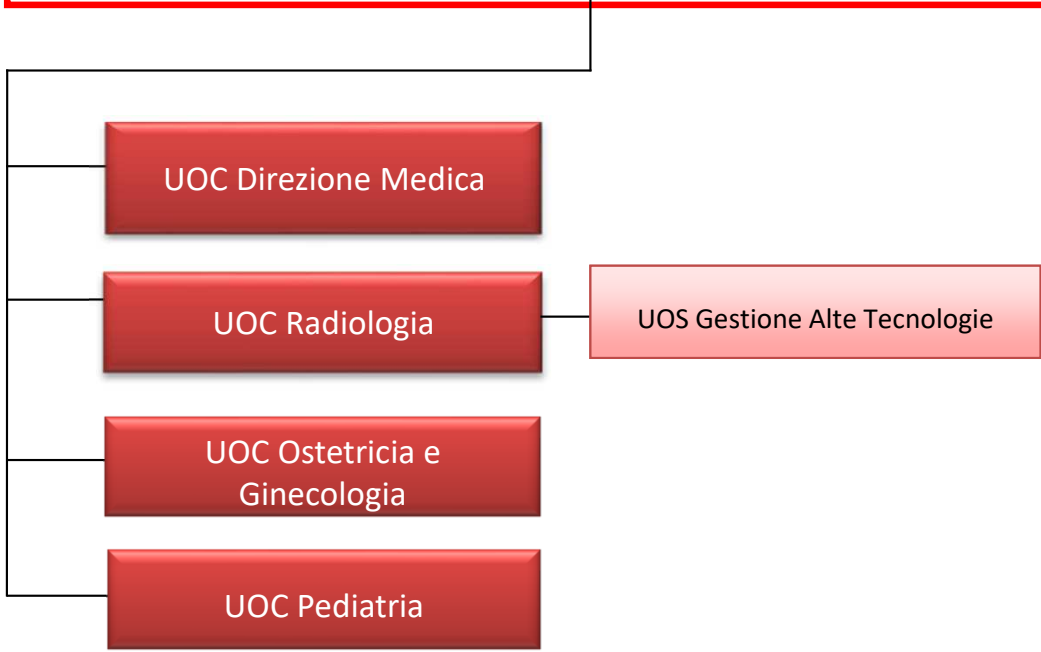 UOC Direzione Medica
UOC Radiologia
UOS Gestione Alte Tecnologie
UOC Ostetricia e
Ginecologia
UOC Pediatria